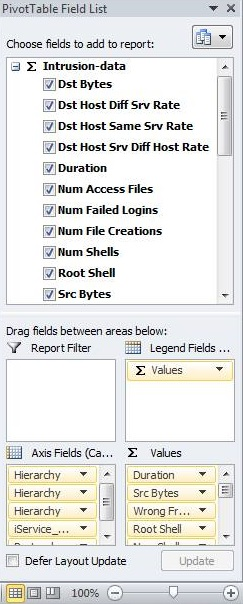 PivotTable Field List
Choose fields to add to report:
Σ Intrusion-data
Dst Bytes
Dst Host Diff Srv Rate
Dst Host Same Srv Rate
Dst Host Srv Diff Host Rate
Duration
Num Access Files
Num Failed Logins
Num File Creations
Num Shells
Root Shell
Src Bytes
Drag fields between areas below:
Report Filter
Legend Fields ...
Σ Values
Axis Fields (Ca...
Σ Values
Hierarchy
Hierarchy
Hierarchy
iService_...
Duration
Src Bytes
Wrong Fr...
Root Shell
Defer Layout Update
Update
100%